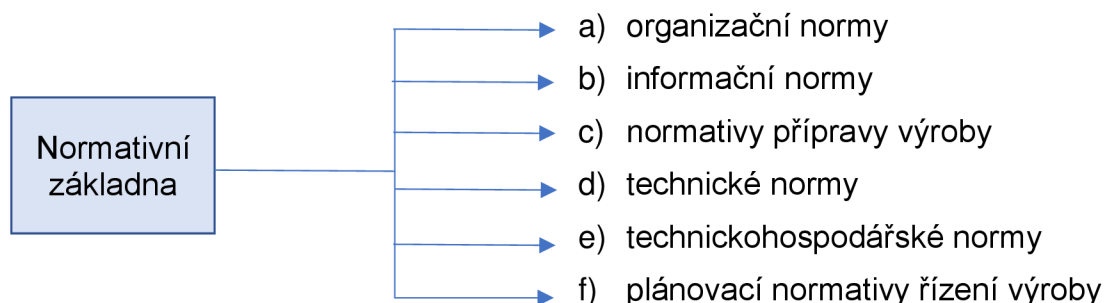 Normativní
základna
a) organizační normy
b) informační normy
c) normativy přípravy výroby
d) technické normy
e) technickohospodářské normy
f) plánovací normativy řízení výroby